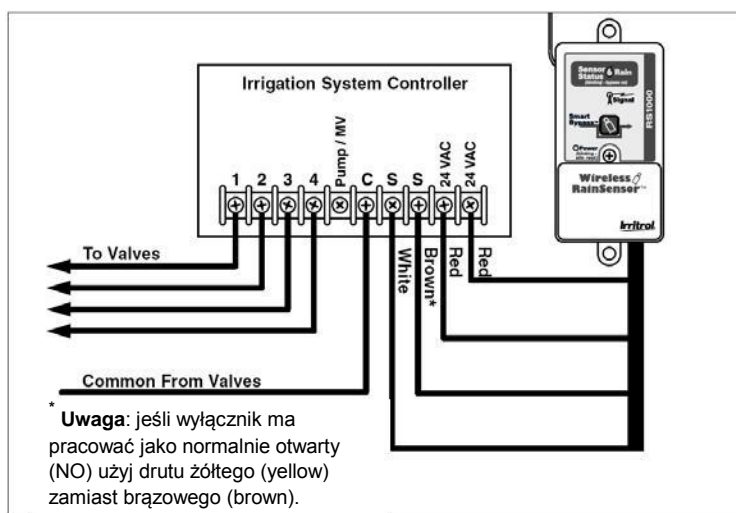 Irrigation System Controller
1 2 3 4 Pump / MV C S S 24 VAC 24 VAC
To Valves
White Brown* Red Red
Common From Valves
* Uwaga: jeśli wyłącznik ma
pracować jako normalnie otwarty
(NO) użyj drutu żółtego (yellow)
zamiast brązowego (brown).
Sensor Rain
Status
Signal
RS1000
Smart
Bypass™
Power
Wireless
RainSensor™
Irritrol